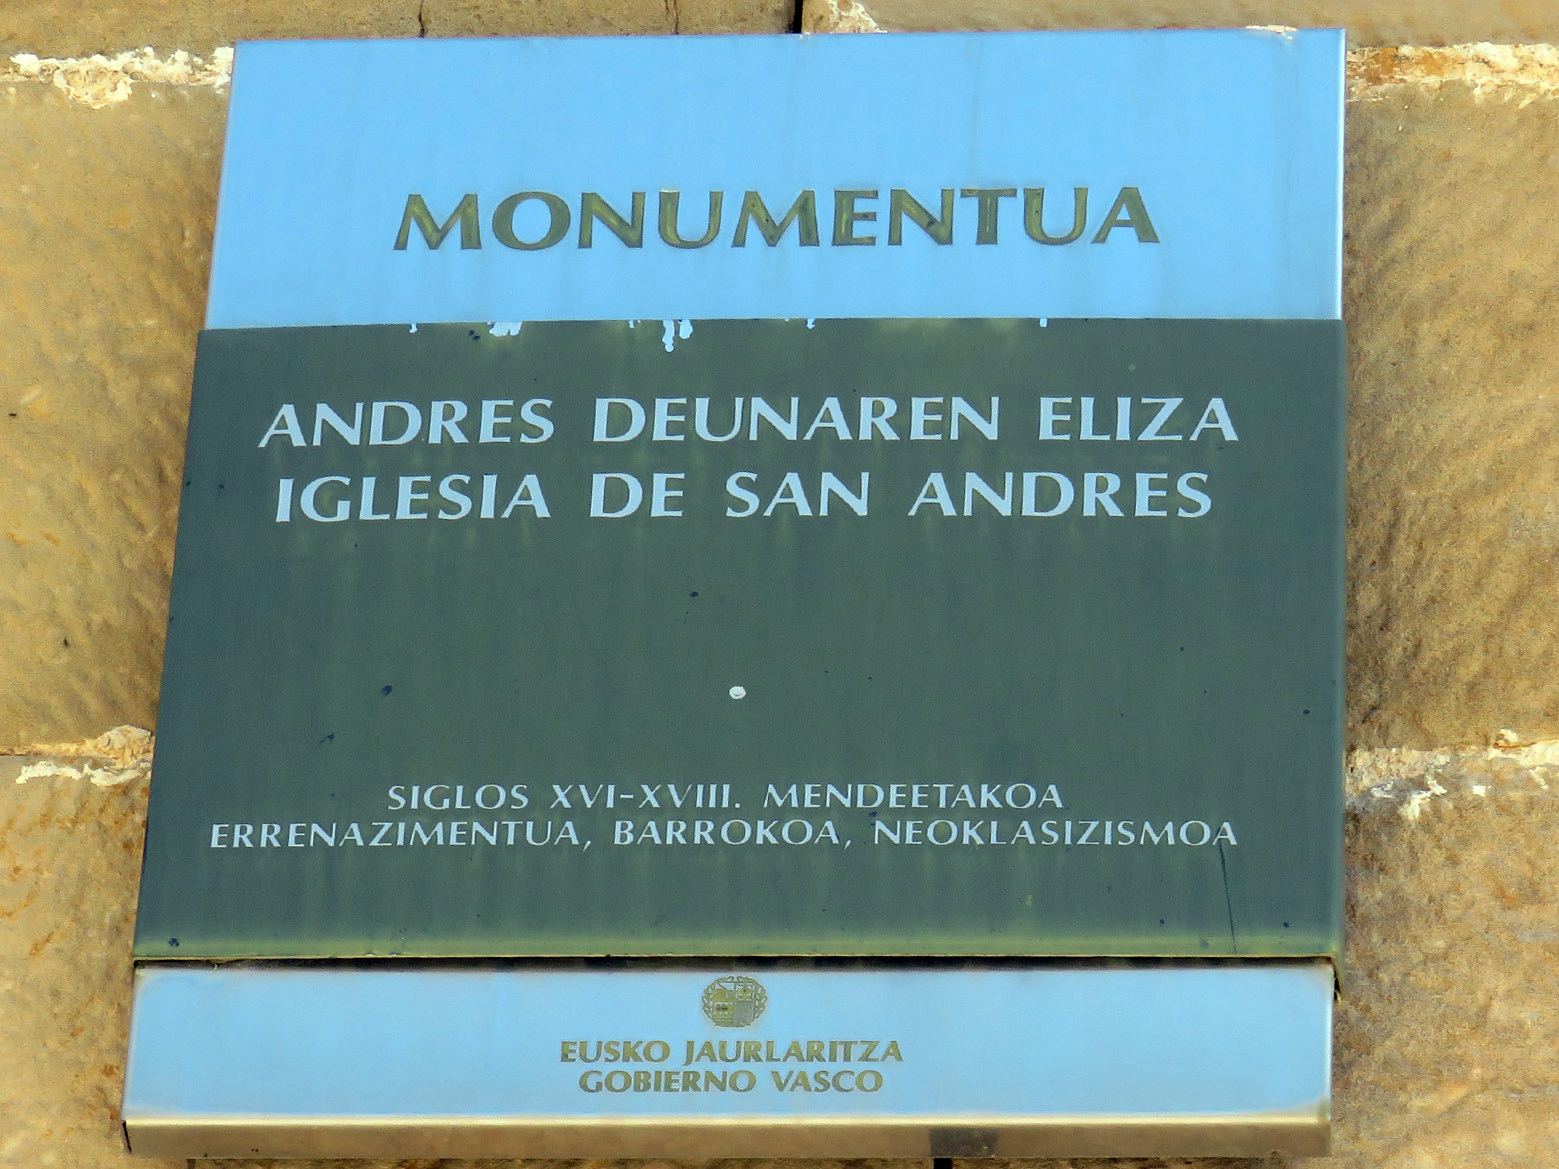 MONUMENTUA
ANDRES DEUNAREN ELIZA
IGLESIA DE SAN ANDRES
SIGLOS XVI-XVIII. MENDEETAKOA
ERRENAZIMENTUA, BARROKOA, NEOKLASIZISMOA
EUSKO JAURLARITZA
GOBIERNO VASCO